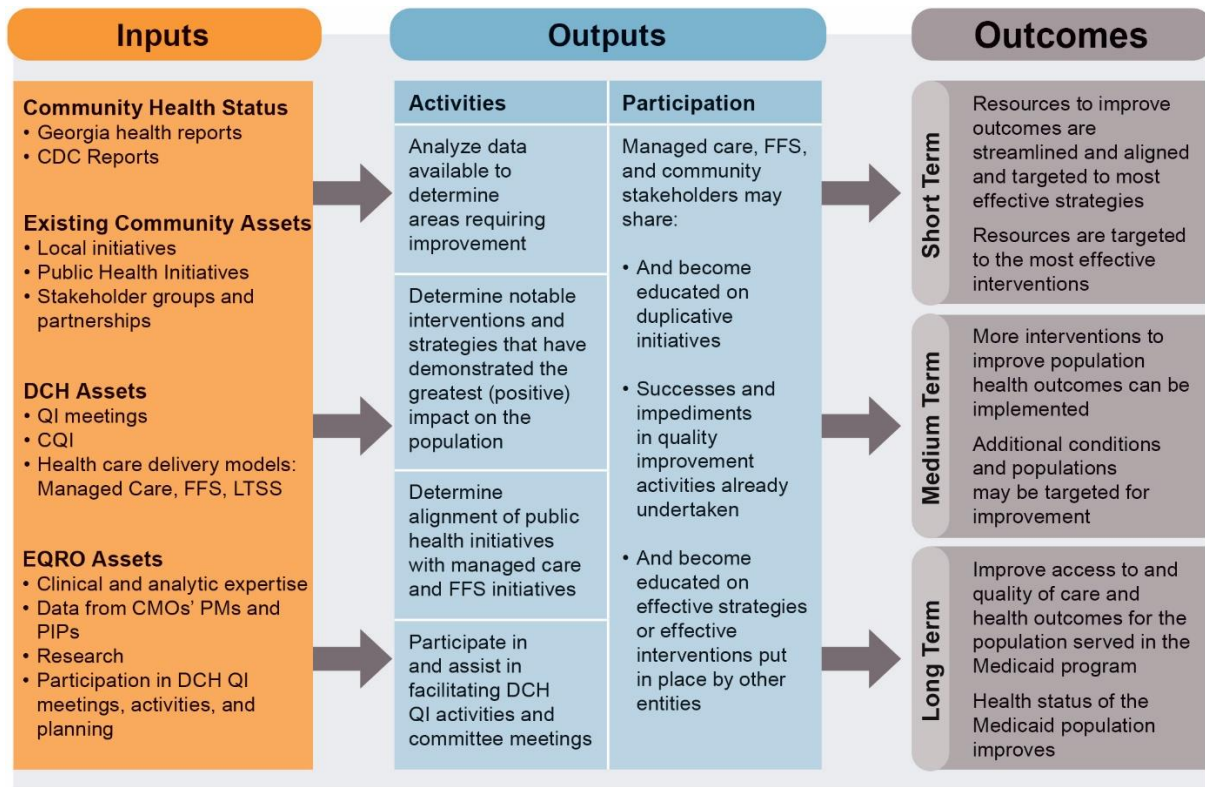 Inputs
Community Health Status
• Georgia health reports
• CDC Reports
Existing Community Assets
• Local initiatives
• Public Health Initiatives
• Stakeholder groups and
partnerships
DCH Assets
• QI meetings
• CQI
• Health care delivery models:
Managed Care, FFS, LTSS
EQRO Assets
• Clinical and analytic expertise
• Data from CMOs' PMs and
PIPs
• Research
• Participation in DCH QI
meetings, activities, and
planning
Outputs
Activities
Analyze data
available to
determine
areas requiring
improvement
Determine notable
interventions and
strategies that have
demonstrated the
greatest (positive)
impact on the
population
Determine
alignment of public
health initiatives
with managed care
and FFS initiatives
Participate in
and assist in
facilitating DCH
QI activities and
committee meetings
Participation
Managed care, FFS,
and community
stakeholders may
share:
• And become
educated on
duplicative
initiatives
• Successes and
impediments
in quality
improvement
activities already
undertaken
• And become
educated on
effective strategies
or effective
interventions put
in place by other
entities
Outcomes
Short Term
Resources to improve
outcomes are
streamlined and aligned
and targeted to most
effective strategies
Resources are targeted
to the most effective
interventions
Medium Term
More interventions to
improve population
health outcomes can be
implemented
Additional conditions
and populations
may be targeted for
improvement
Long Term
Improve access to and
quality of care and
health outcomes for the
population served in the
Medicaid program
Health status of the
Medicaid population
improves